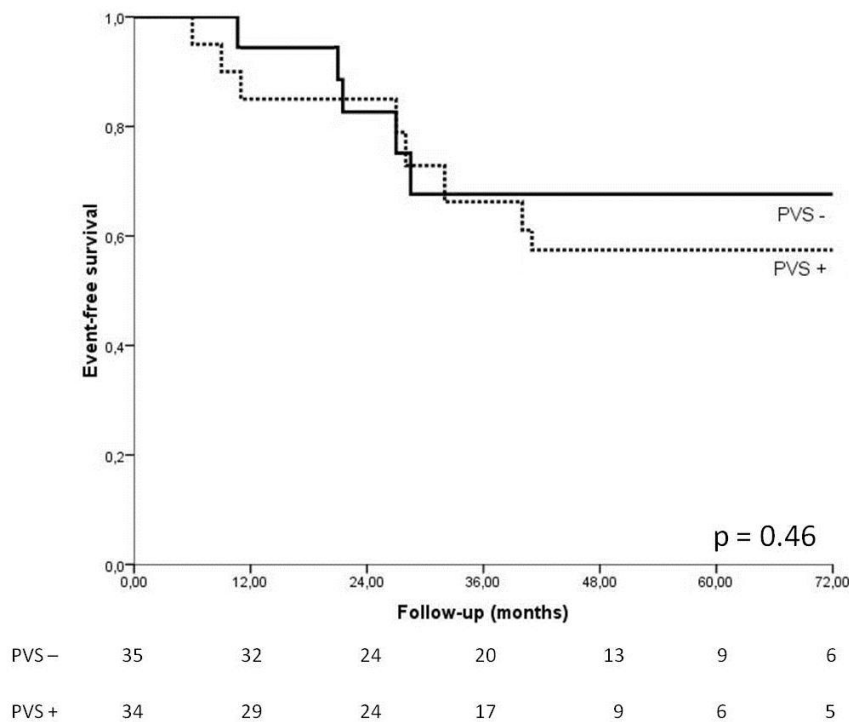 1,0
0,8
0,6
0,4
0,2
0,0
Event-free survival
PVS -
PVS +
p = 0.46
0,00 12,00 24,00 36,00 48,00 60,00 72,00
Follow-up (months)
PVS – 35 32 24 20 13 9 6
PVS + 34 29 24 17 9 6 5